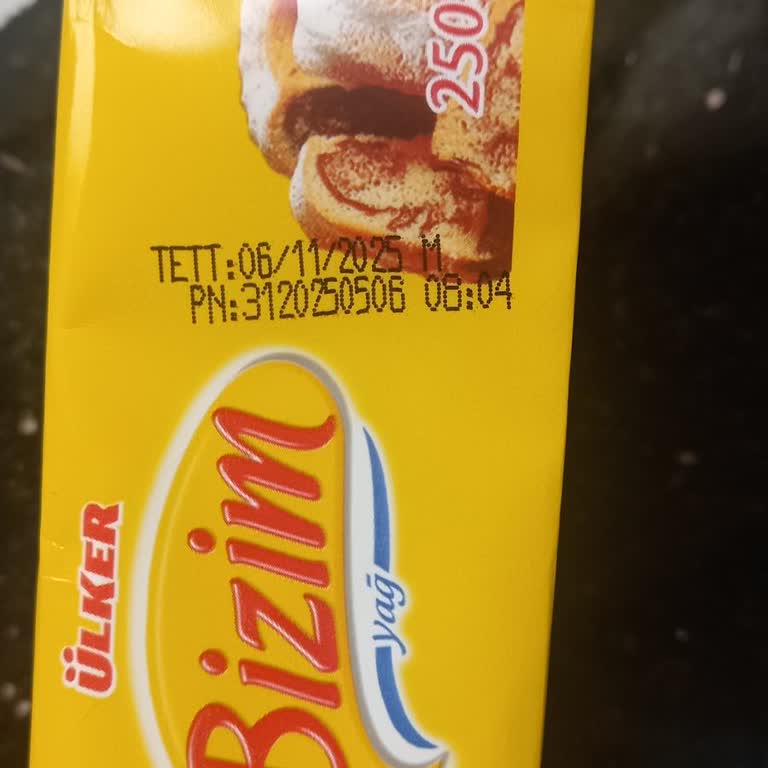 250
TETT:06/11/2025 M
PN:3120250506 08:04
ÜLKER
Bizim
yağ